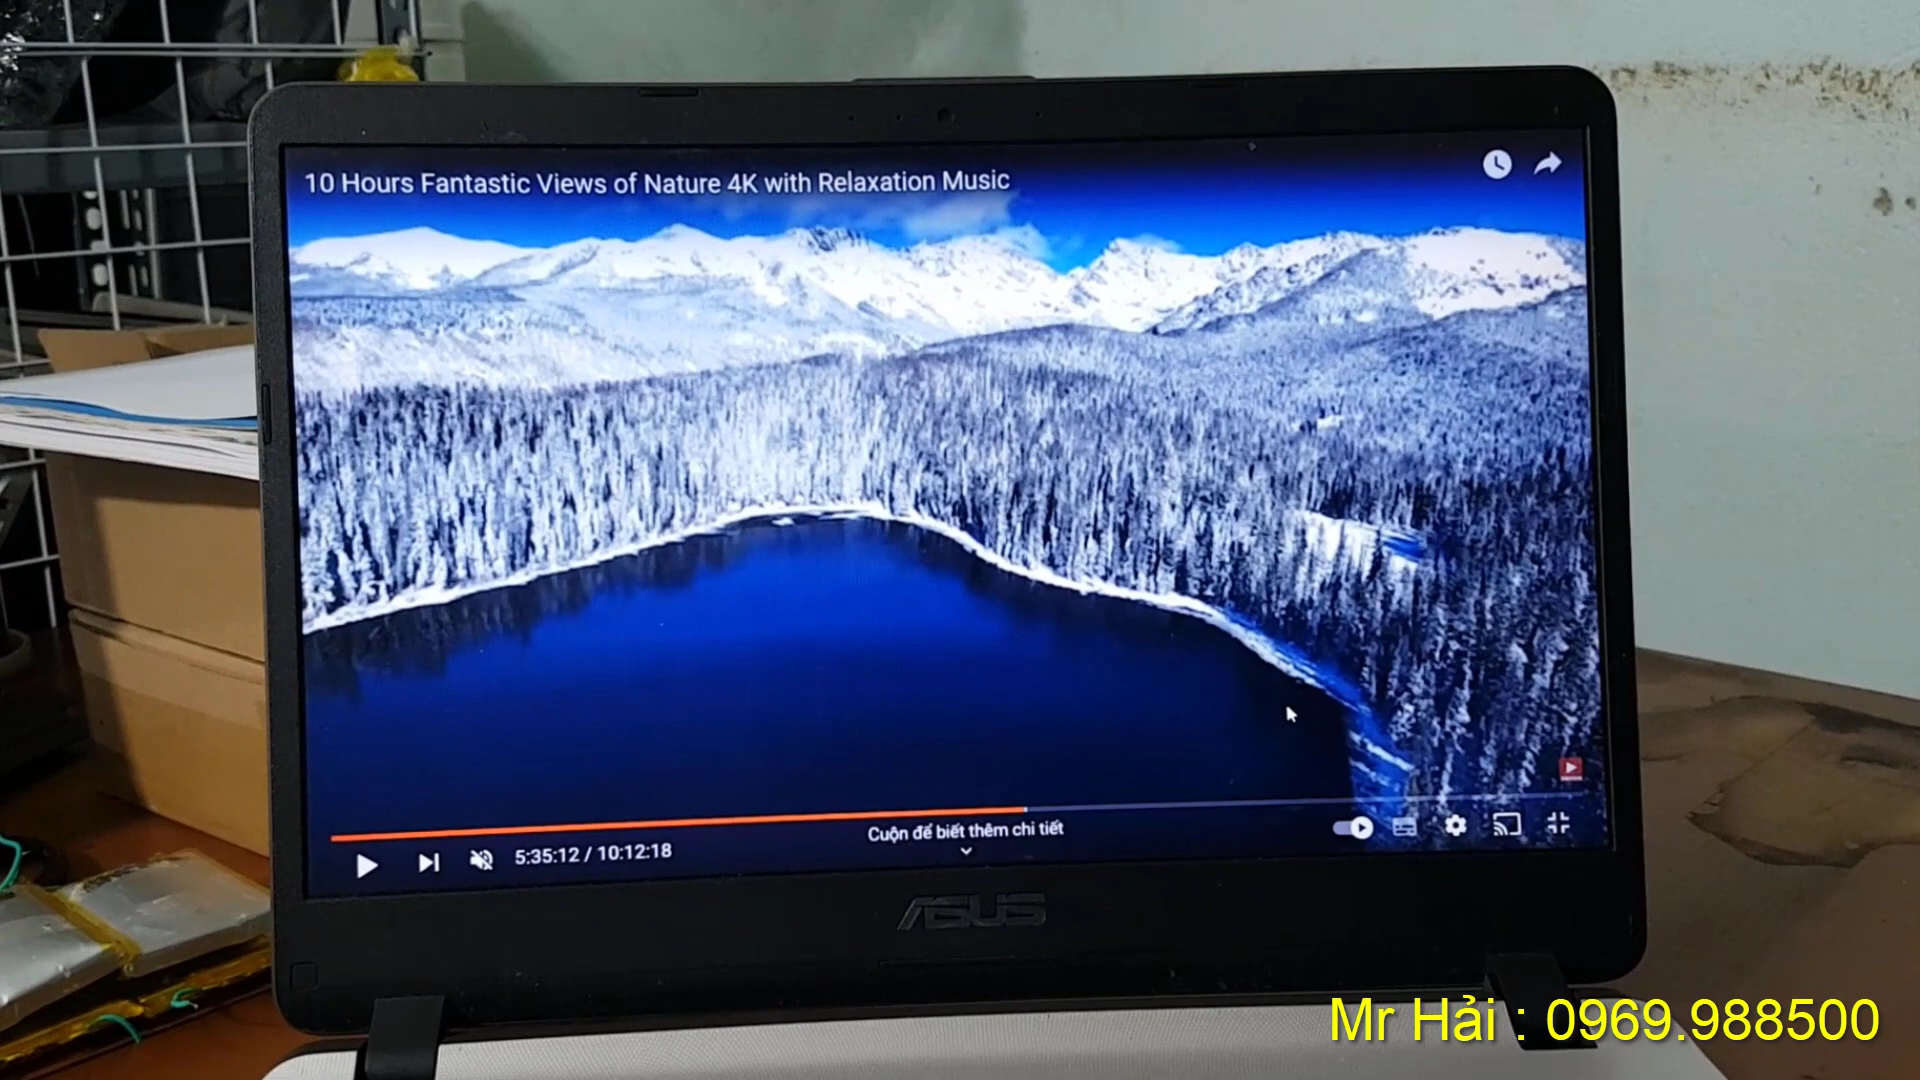 10 Hours Fantastic Views of Nature 4K with Relaxation Music
Cuộn để biết thêm chi tiết
5:35:12 / 10:12:18
ASUS
Mr Hải : 0969.988500